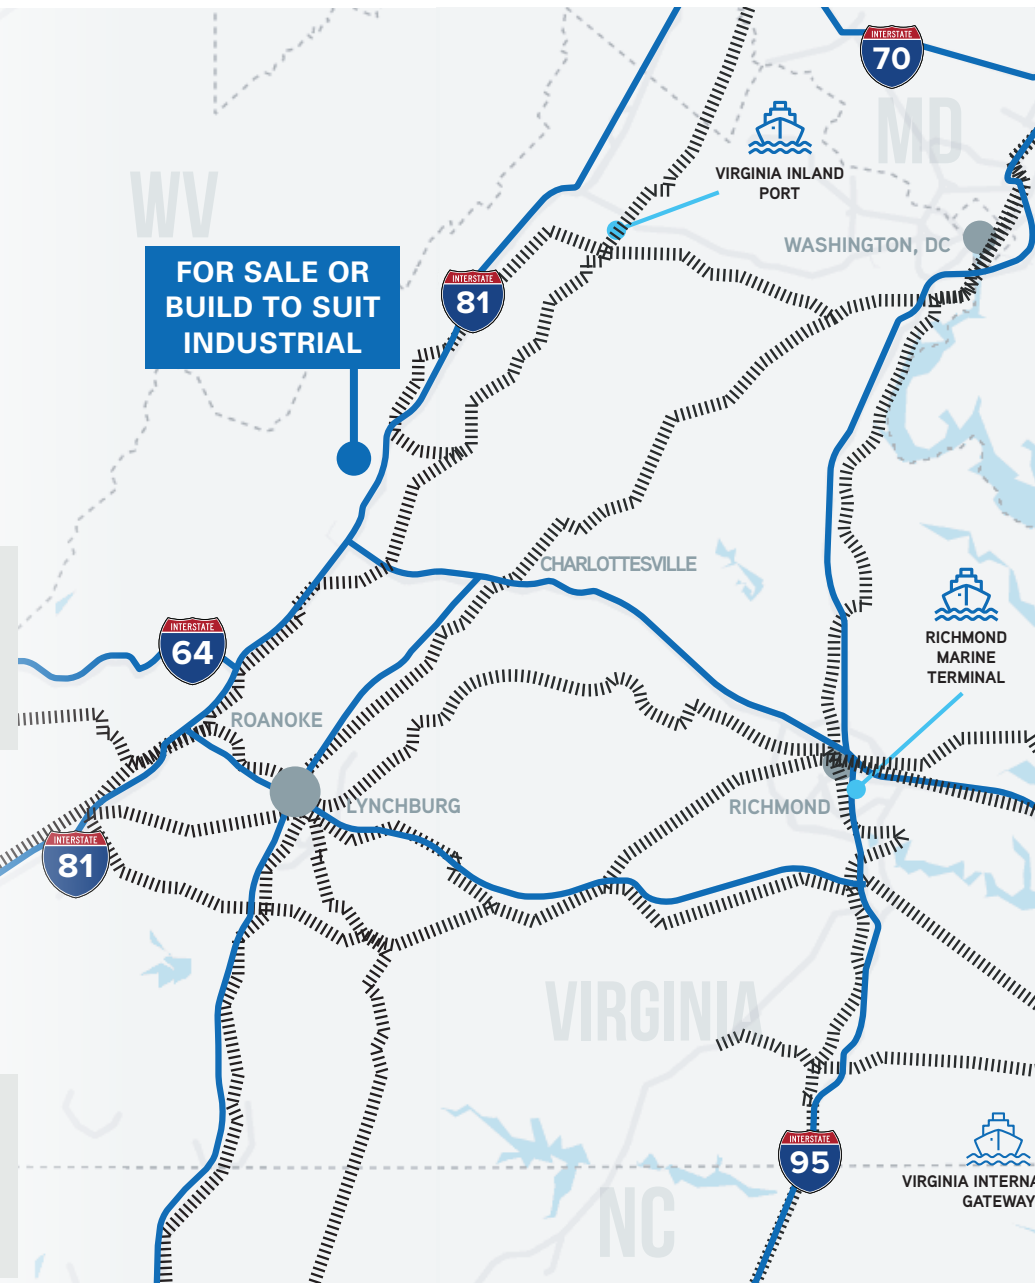 INTERSTATE
70
MD
VIRGINIA INLAND
PORT
WV
WASHINGTON, DC
FOR SALE OR
BUILD TO SUIT
INDUSTRIAL
INTERSTATE
81
CHARLOTTESVILLE
RICHMOND
MARINE
TERMINAL
INTERSTATE
64
ROANOKE
LYNCHBURG
RICHMOND
INTERSTATE
81
VIRGINIA
INTERSTATE
95
VIRGINIA INTERNA
GATEWAY
NC